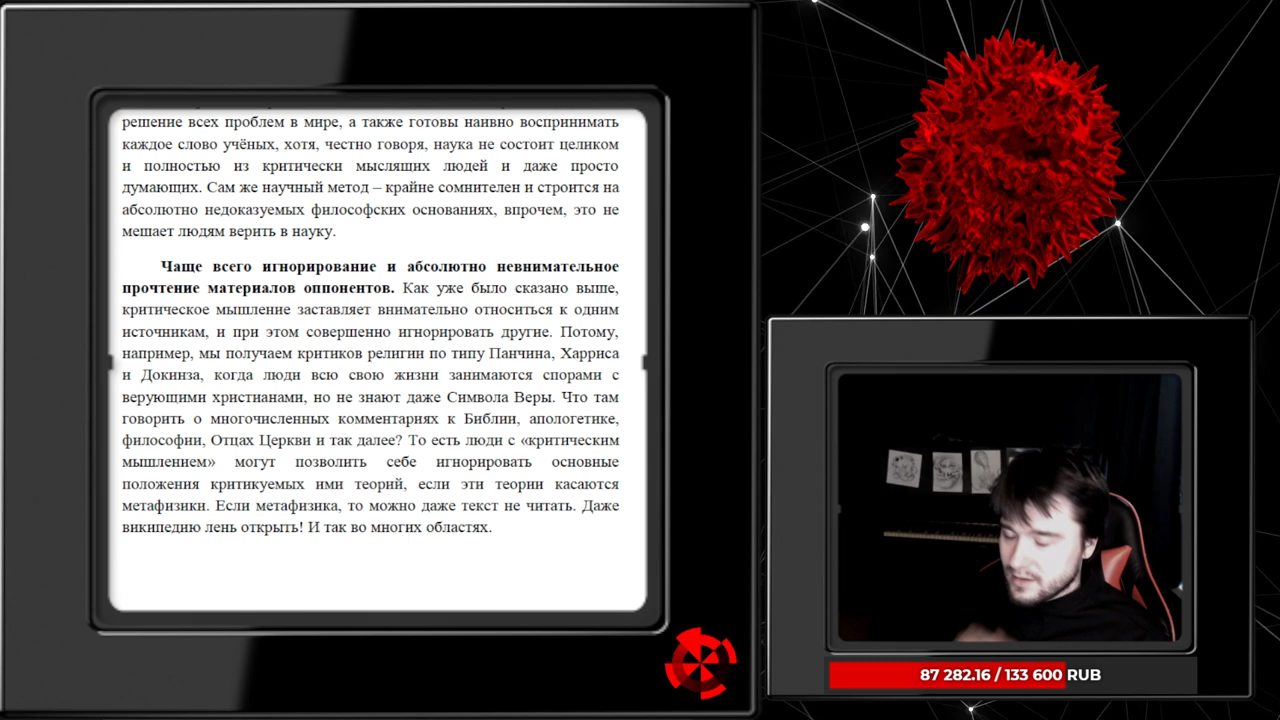 решение всех проблем в мире, а также готовы наивно воспринимать
каждое слово учёных, хотя, честно говоря, наука не состоит целиком
и полностью из критически мыслящих людей и даже просто
думающих. Сам же научный метод – крайне сомнителен и строится на
абсолютно недоказуемых философских основаниях, впрочем, это не
мешает людям верить в науку.
Чаще всего игнорирование и абсолютно невнимательное
прочтение материалов оппонентов. Как уже было сказано выше,
критическое мышление заставляет внимательно относиться к одним
источникам, и при этом совершенно игнорировать другие. Потому,
например, мы получаем критиков религии по типу Панчина, Харриса
и Докинза, когда люди всю свою жизни занимаются спорами с
верующими христианами, но не знают даже Символа Веры. Что там
говорить о многочисленных комментариях к Библии, апологетике,
философии, Отцах Церкви и так далее? То есть люди с «критическим
мышлением» могут позволить себе игнорировать основные
положения критикуемых ими теорий, если эти теории касаются
метафизики. Если метафизика, то можно даже текст не читать. Даже
википедию лень открыть! И так во многих областях.
87 282.16 / 133 600 RUB